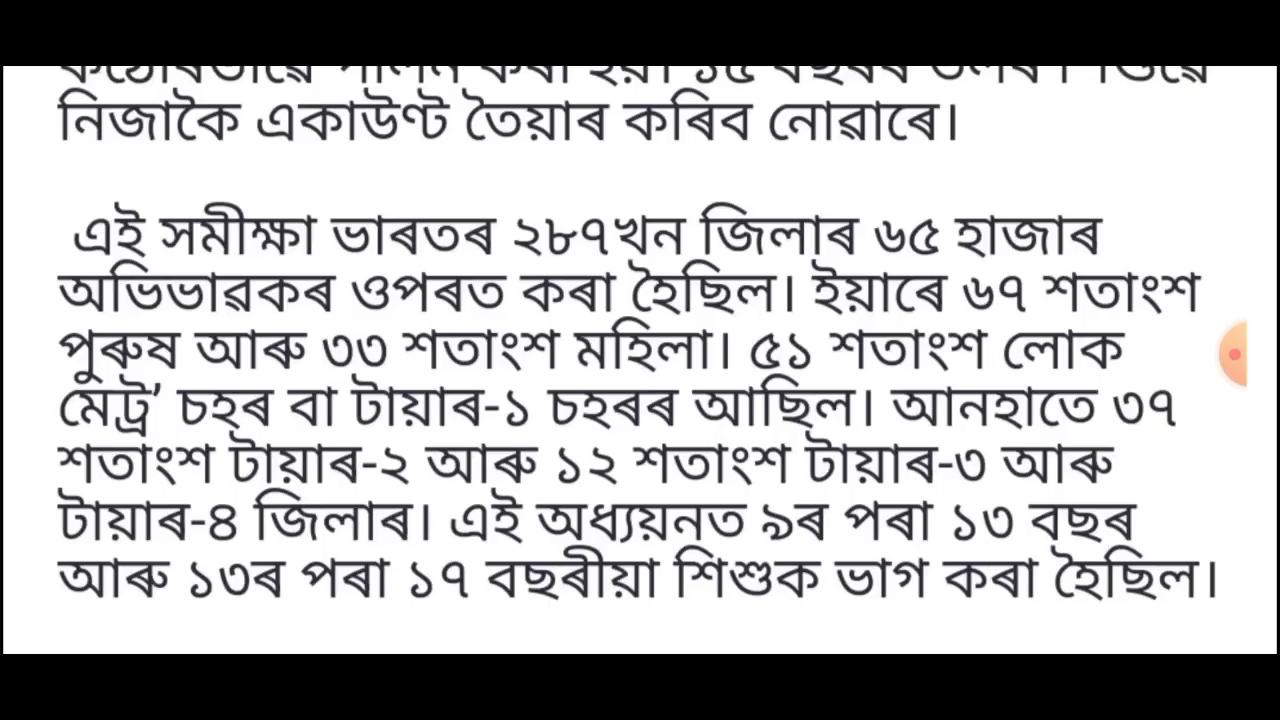 নিজাকৈ একাউণ্ট তৈয়াৰ কৰিব নোৱাৰে।
এই সমীক্ষা ভাৰতৰ ২৮৭খন জিলাৰ ৬৫ হাজাৰ
অভিভাৱকৰ ওপৰত কৰা হৈছিল। ইয়াৰে ৬৭ শতাংশ
পুৰুষ আৰু ৩৩ শতাংশ মহিলা। ৫১ শতাংশ লোক
মেট্ৰ’ চহৰ বা টায়াৰ-১ চহৰৰ আছিল। আনহাতে ৩৭
শতাংশ টায়াৰ-২ আৰু ১২ শতাংশ টায়াৰ-৩ আৰু
টায়াৰ-৪ জিলাৰ। এই অধ্যয়নত ৯ৰ পৰা ১৩ বছৰ
আৰু ১৩ৰ পৰা ১৭ বছৰীয়া শিশুক ভাগ কৰা হৈছিল।